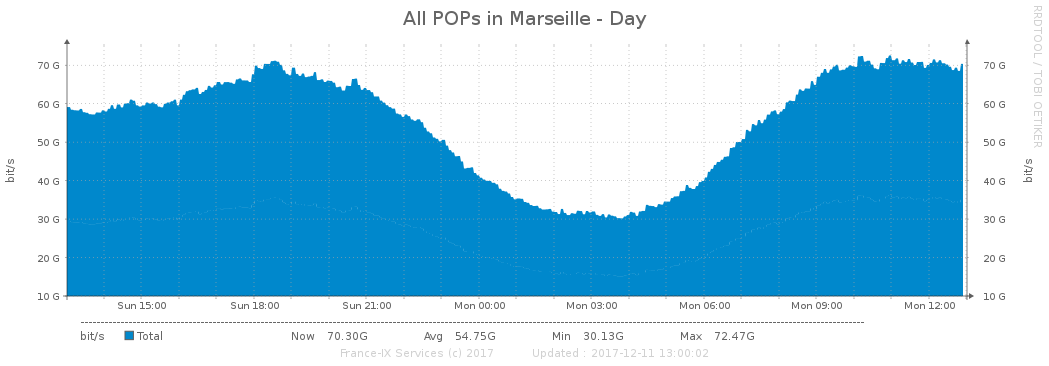 All POPs in Marseille - Day
RRDTOOL / TOBI OETIKER
bit/s
bit/s
70 G 70 G
60 G 60 G
50 G 50 G
40 G 40 G
30 G 30 G
20 G 20 G
10 G 10 G
Sun 15:00 Sun 18:00 Sun 21:00 Mon 00:00 Mon 03:00 Mon 06:00 Mon 09:00 Mon 12:00
bit/s Total Now 70.30G Avg 54.75G Min 30.13G Max 72.47G
France-IX Services (c) 2017 Updated : 2017-12-11 13:00:02